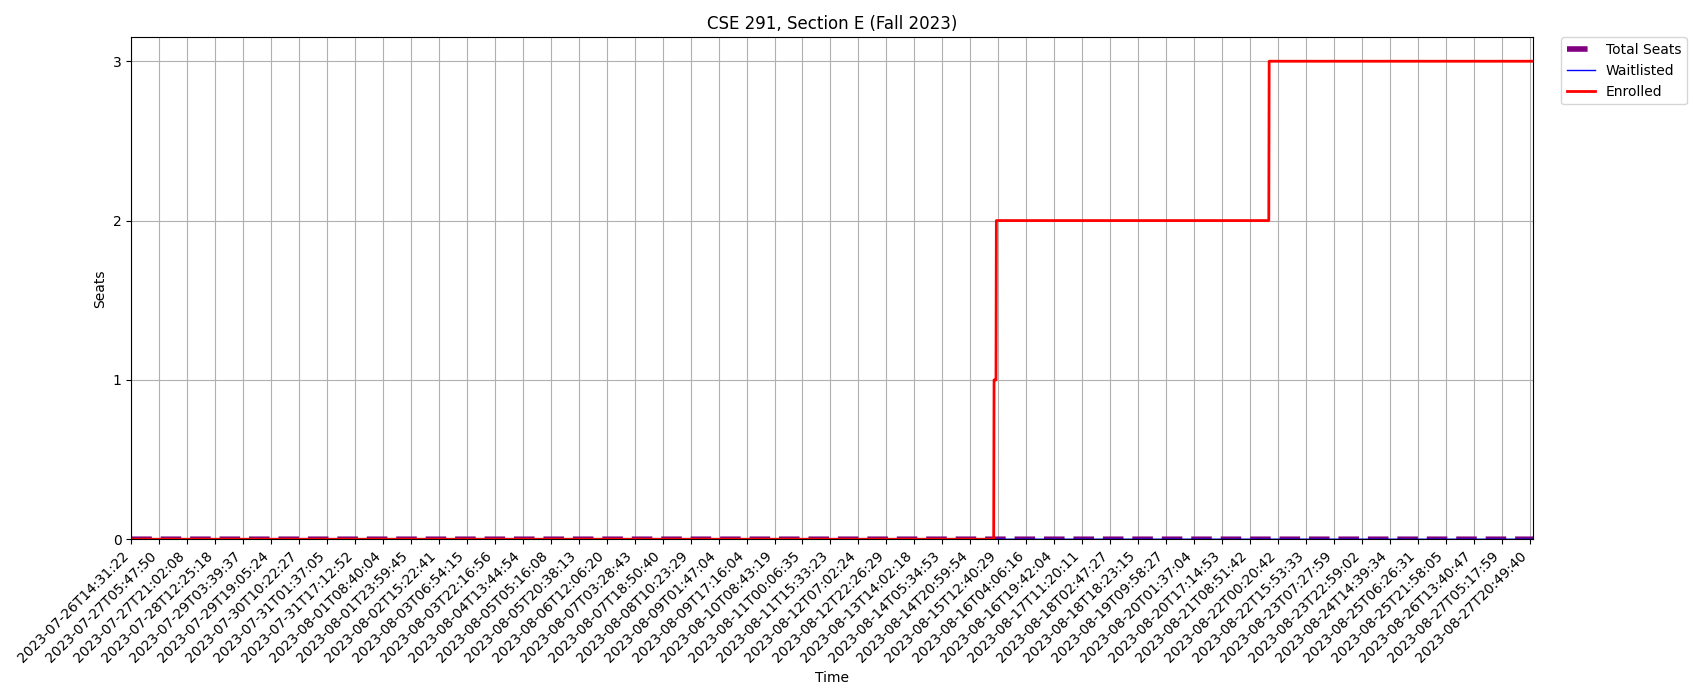 CSE 291, Section E (Fall 2023)
Total Seats
Waitlisted
Enrolled
3
2
1
0
Seats
2023-07-26T14:31:22
2023-07-27T05:47:50
2023-07-27T21:02:08
2023-07-28T12:25:18
2023-07-29T03:39:37
2023-07-29T19:05:24
2023-07-30T10:22:27
2023-07-31T01:37:05
2023-07-31T17:12:52
2023-08-01T08:40:04
2023-08-01T23:59:45
2023-08-02T15:22:41
2023-08-03T06:54:15
2023-08-03T22:16:56
2023-08-04T13:44:54
2023-08-05T05:16:08
2023-08-05T20:38:13
2023-08-06T12:06:20
2023-08-07T03:28:43
2023-08-07T18:50:40
2023-08-08T10:23:29
2023-08-09T01:47:04
2023-08-09T17:16:04
2023-08-10T08:43:19
2023-08-11T00:06:35
2023-08-11T15:33:23
2023-08-12T07:02:24
2023-08-12T22:26:29
2023-08-13T14:02:18
2023-08-14T05:34:53
2023-08-14T20:59:54
2023-08-15T12:40:29
2023-08-16T04:06:16
2023-08-16T19:42:04
2023-08-17T11:20:11
2023-08-18T02:47:27
2023-08-18T18:23:15
2023-08-19T09:58:27
2023-08-20T01:37:04
2023-08-20T17:14:53
2023-08-21T08:51:42
2023-08-22T00:20:42
2023-08-22T15:53:33
2023-08-23T07:27:59
2023-08-23T22:59:02
2023-08-24T14:39:34
2023-08-25T06:26:31
2023-08-25T21:58:05
2023-08-26T13:40:47
2023-08-27T05:17:59
2023-08-27T20:49:40
Time